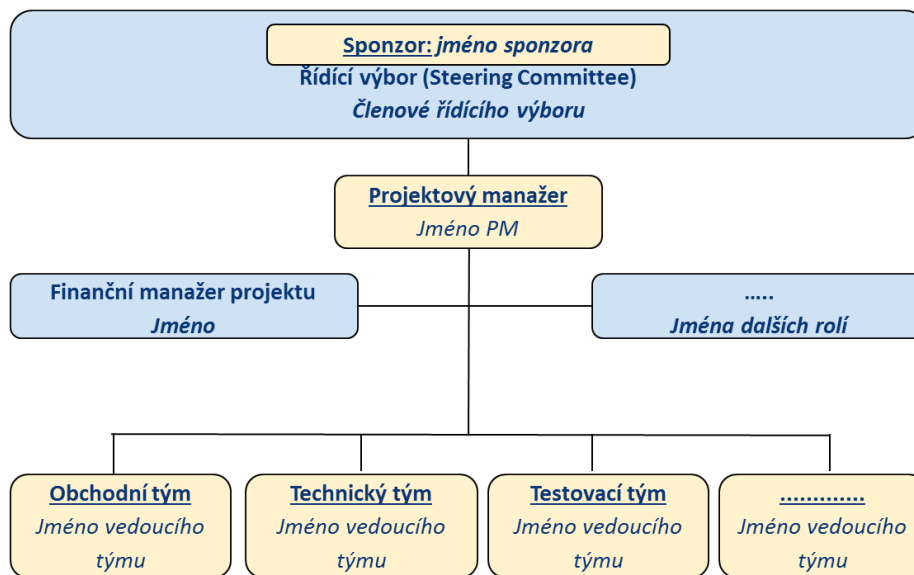 Sponzor: jméno sponzora
Řídící výbor (Steering Committee)
Členové řídícího výboru
Projektový manažer
Jméno PM
Finanční manažer projektu
Jméno
.....
Jména dalších rolí
Obchodní tým
Jméno vedoucího
týmu
Technický tým
Jméno vedoucího
týmu
Testovací tým
Jméno vedoucího
týmu
.............
Jméno vedoucího
týmu